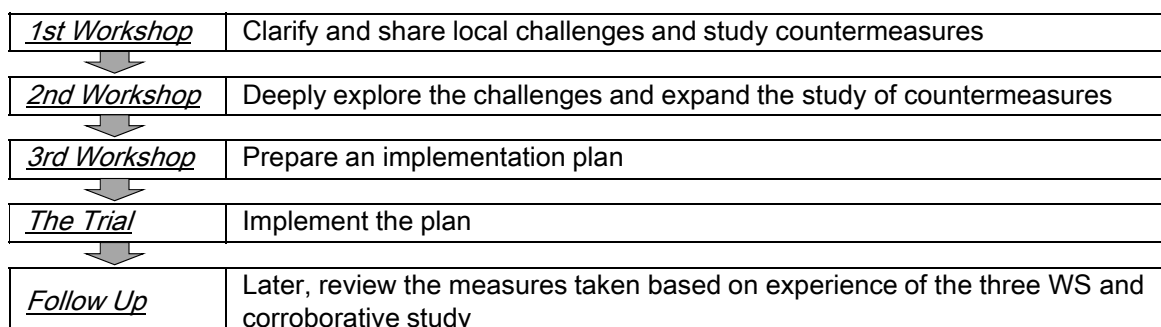 1st Workshop Clarify and share local challenges and study countermeasures
2nd Workshop Deeply explore the challenges and expand the study of countermeasures
3rd Workshop Prepare an implementation plan
The Trial Implement the plan
Follow Up Later, review the measures taken based on experience of the three WS and
corroborative study